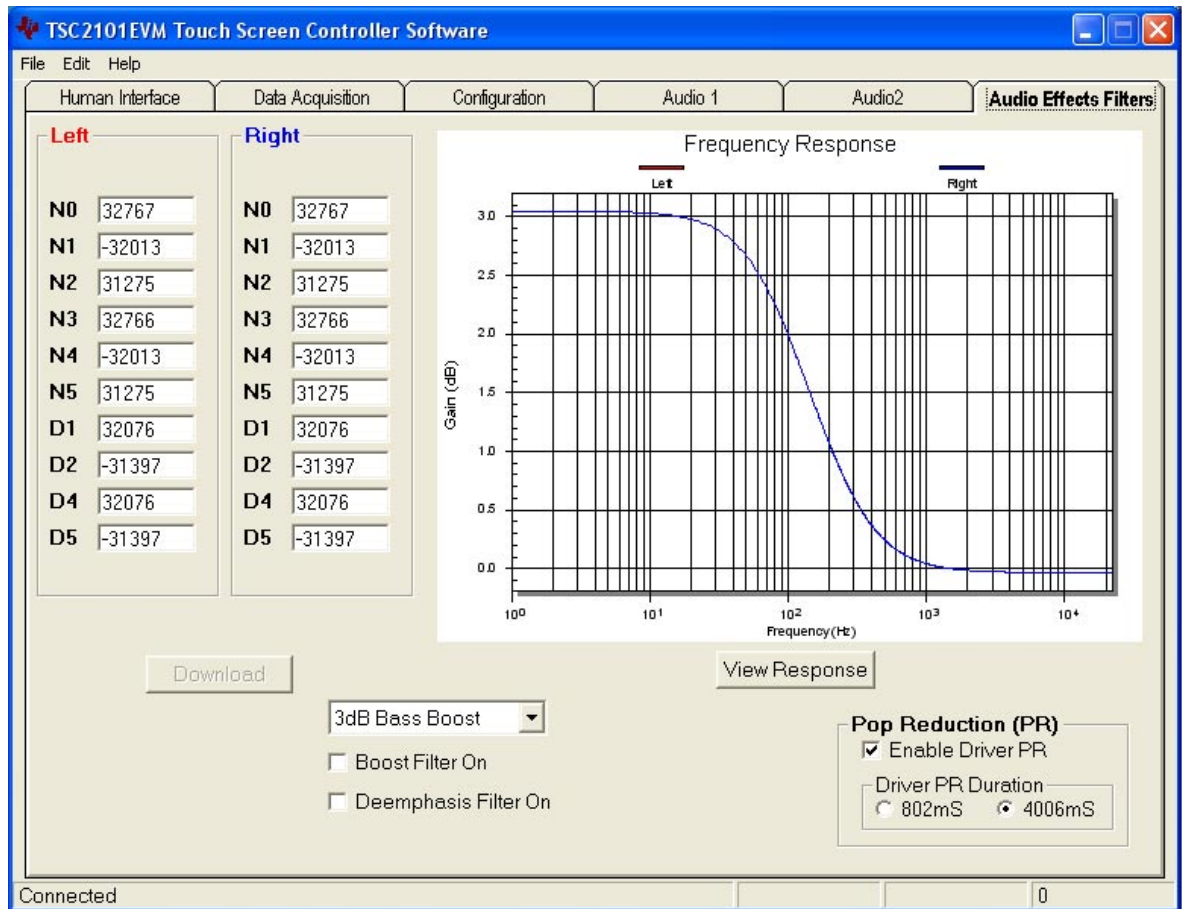 TSC2101EVM Touch Screen Controller Software
File Edit Help
Human Interface Data Acquisition Configuration Audio 1 Audio2 Audio Effects Filters
Left
N0 32767
N1 -32013
N2 31275
N3 32766
N4 -32013
N5 31275
D1 32076
D2 -31397
D4 32076
D5 -31397
Right
N0 32767
N1 -32013
N2 31275
N3 32766
N4 -32013
N5 31275
D1 32076
D2 -31397
D4 32076
D5 -31397
Frequency Response
Left Right
Gain (dB)
3.0
2.5
2.0
1.5
1.0
0.5
0.0
10⁰ 10¹ 10² 10³ 10⁴
Frequency(Hz)
Download
View Response
3dB Bass Boost
Boost Filter On
Deemphasis Filter On
Pop Reduction (PR)
Enable Driver PR
Driver PR Duration
802mS 4006mS
Connected 0